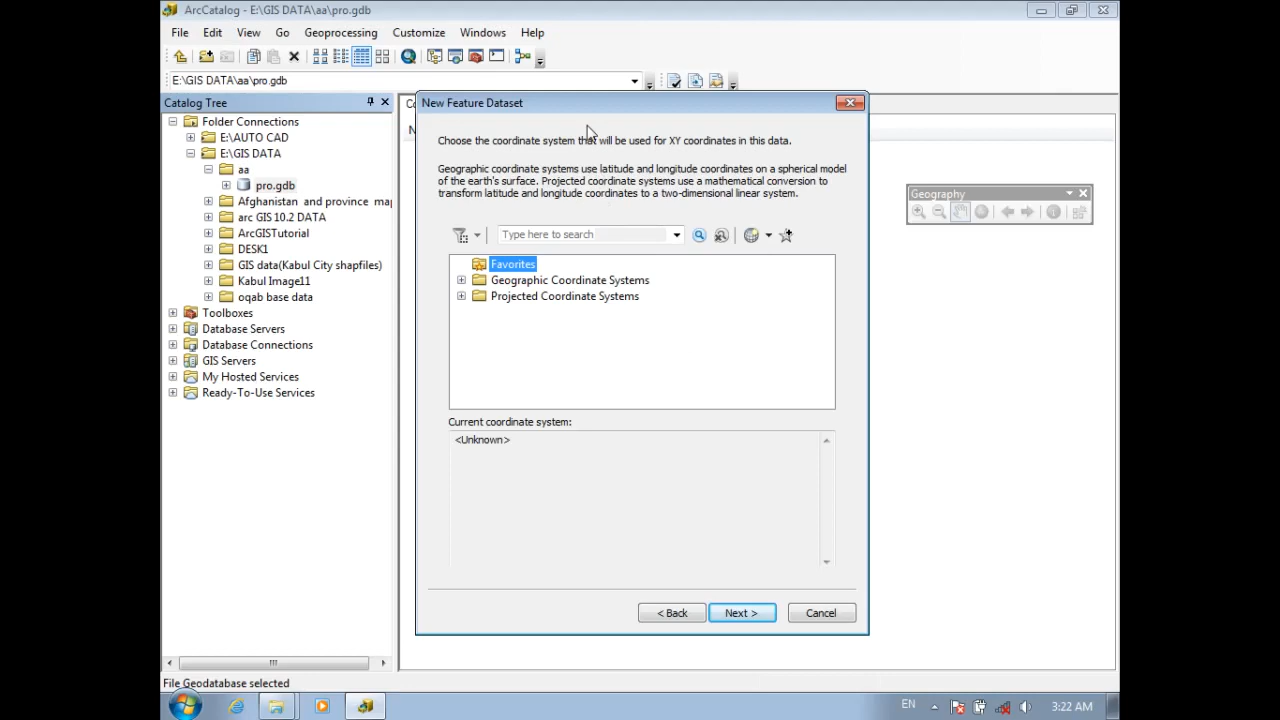 ArcCatalog - E:\GIS DATA\aa\pro.gdb
File Edit View Go Geoprocessing Customize Windows Help
E:\GIS DATA\aa\pro.gdb
Catalog Tree
Folder Connections
E:\AUTO CAD
E:\GIS DATA
aa
pro.gdb
Afghanistan and province map
arc GIS 10.2 DATA
ArcGISTutorial
DESK1
GIS data(Kabul City shapfiles)
Kabul Image11
oqab base data
Toolboxes
Database Servers
Database Connections
GIS Servers
My Hosted Services
Ready-To-Use Services
New Feature Dataset
Choose the coordinate system that will be used for XY coordinates in this data.
Geographic coordinate systems use latitude and longitude coordinates on a spherical model
of the earth's surface. Projected coordinate systems use a mathematical conversion to
transform latitude and longitude coordinates to a two-dimensional linear system.
Type here to search
Favorites
Geographic Coordinate Systems
Projected Coordinate Systems
Current coordinate system:
<Unknown>
< Back Next > Cancel
Geography
File Geodatabase selected
EN 3:22 AM